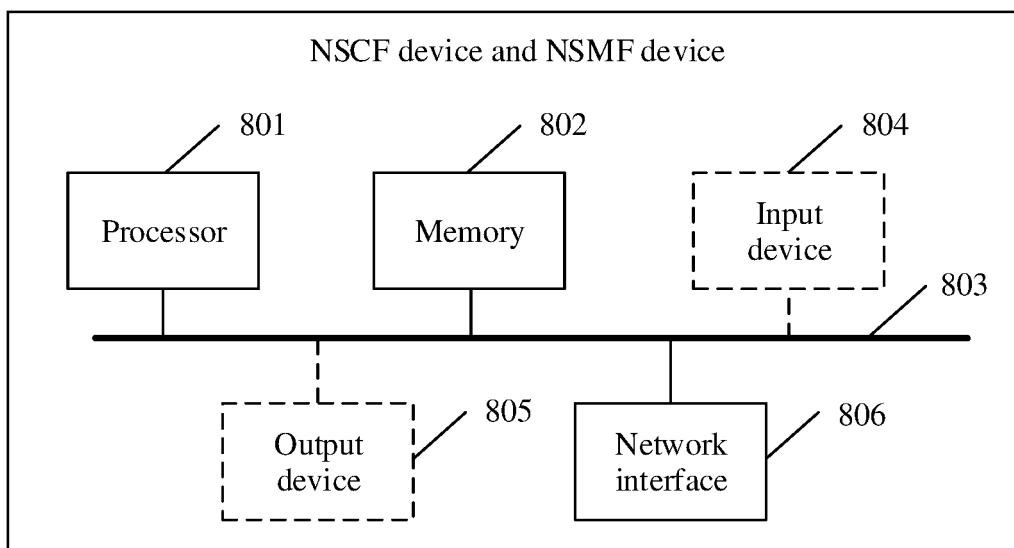 NSCF device and NSMF device
801
802
804
Processor
Memory
Input
device
803
805
806
Output
device
Network
interface